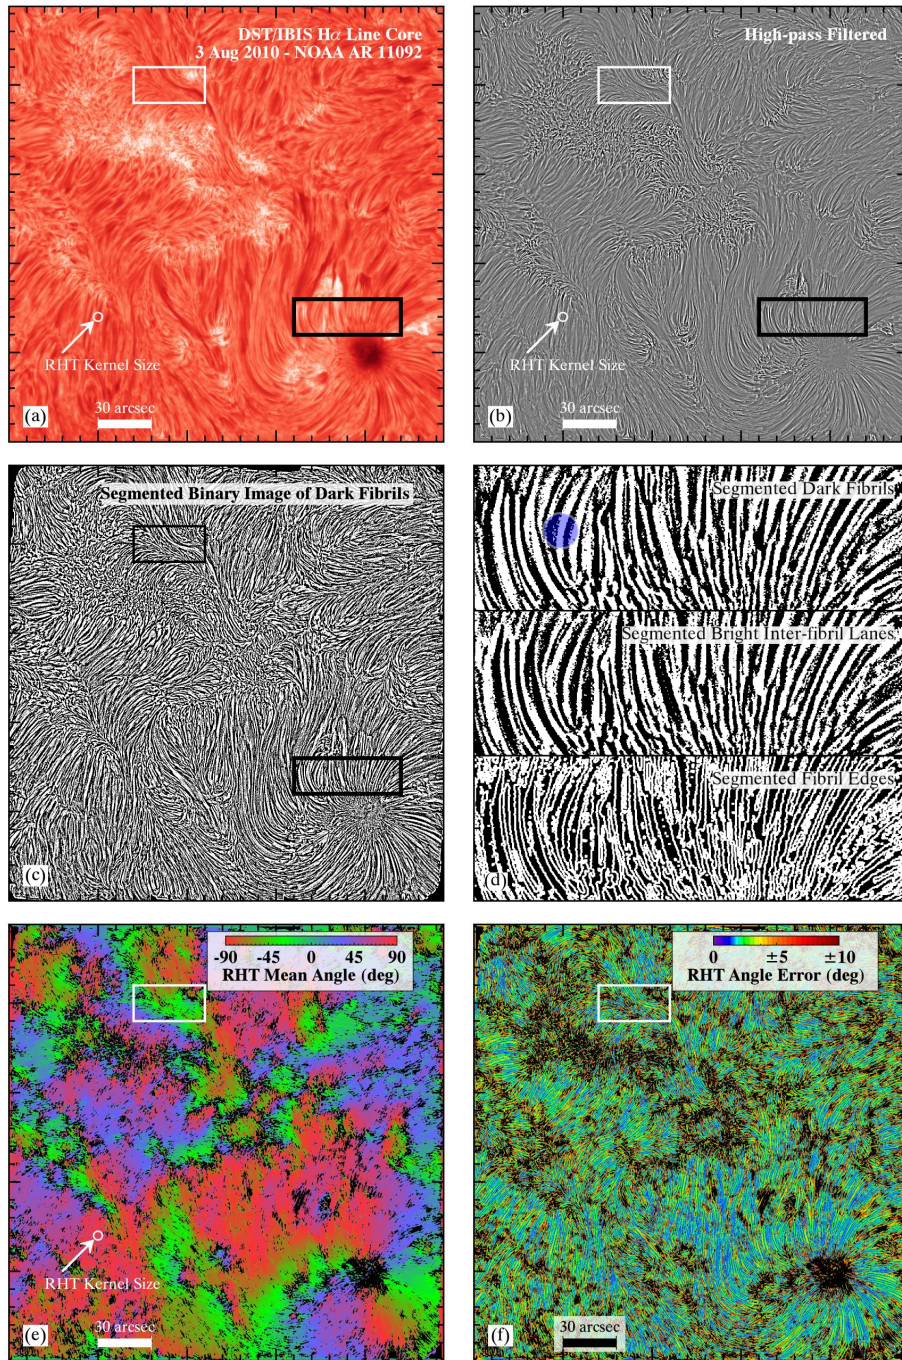 DST/IBIS Hα Line Core
3 Aug 2010 - NOAA AR 11092
RHT Kernel Size
(a)
30 arcsec
High-pass Filtered
RHT Kernel Size
(b)
30 arcsec
Segmented Binary Image of Dark Fibrils
(c)
Segmented Dark Fibrils
Segmented Bright Inter-fibril Lanes
Segmented Fibril Edges
(d)
-90 -45 0 45 90
RHT Mean Angle (deg)
RHT Kernel Size
(e)
30 arcsec
0 ±5 ±10
RHT Angle Error (deg)
(f)
30 arcsec